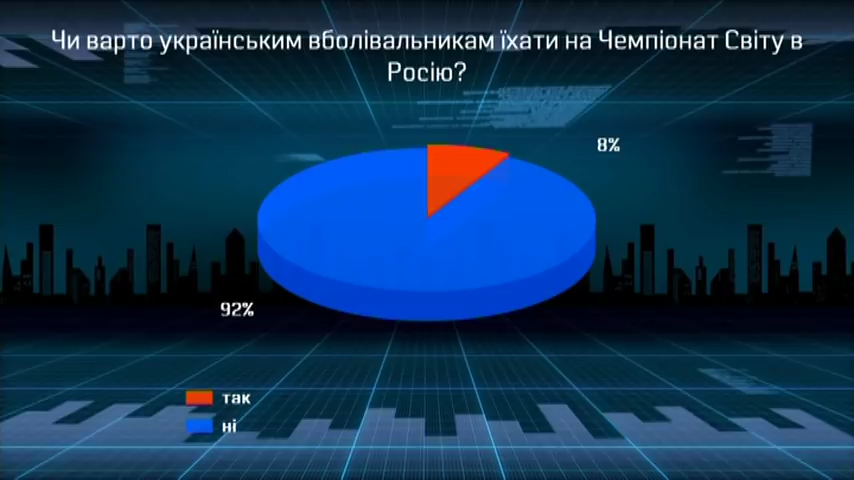 Чи варто українським вболівальникам їхати на Чемпіонат Світу в
Росію?
8%
92%
так
ні